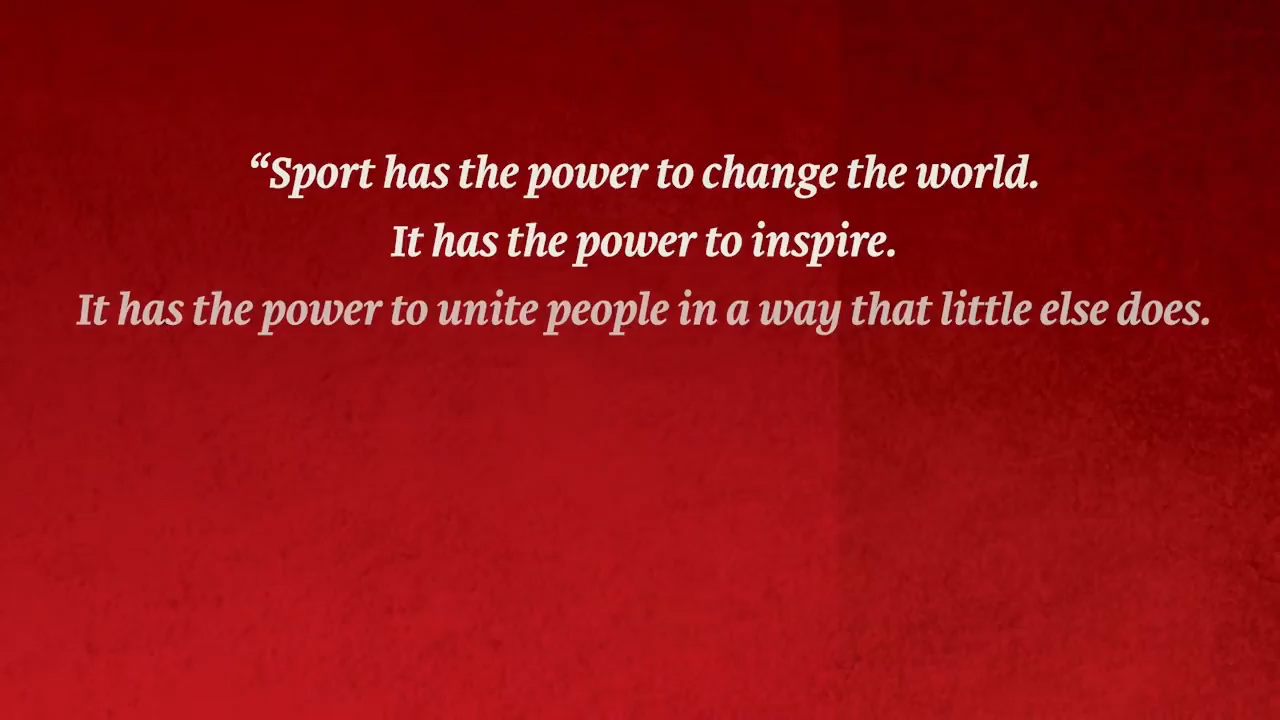 “Sport has the power to change the world.
It has the power to inspire.
It has the power to unite people in a way that little else does.